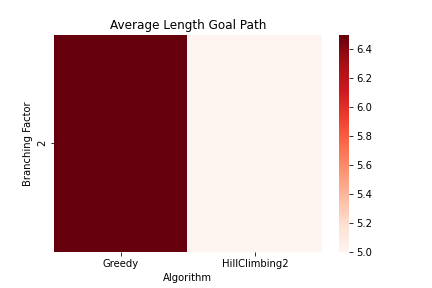 Average Length Goal Path
Branching Factor
2
Greedy
HillClimbing2
Algorithm
6.4
6.2
6.0
5.8
5.6
5.4
5.2
5.0